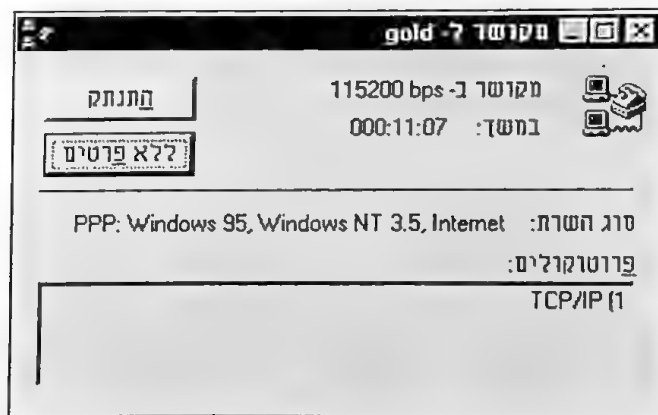 מקושר ל- gold
מקושר ב- 115200 bps
במשך: 000:11:07
התנתק
ללא פרטים
סוג השרת: PPP: Windows 95, Windows NT 3.5, Internet
פרוטוקולים:
TCP/IP (1